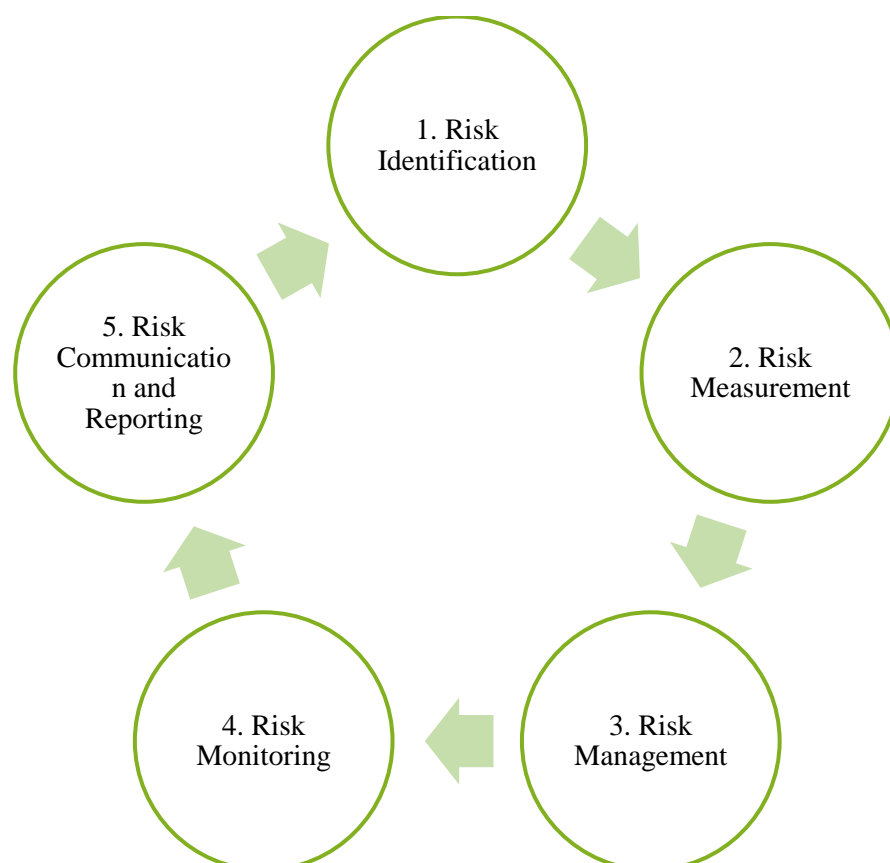 1. Risk
Identification
2. Risk
Measurement
3. Risk
Management
4. Risk
Monitoring
5. Risk
Communicatio
n and
Reporting